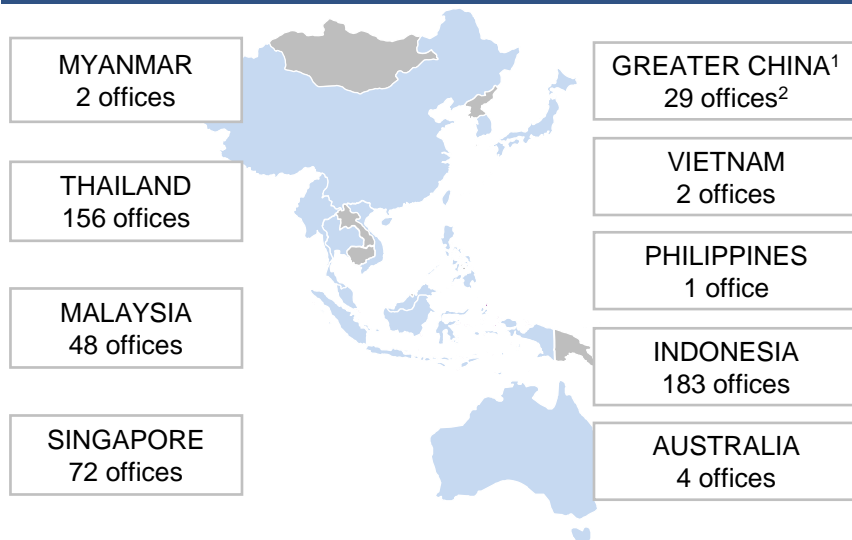 MYANMAR
2 offices
THAILAND
156 offices
MALAYSIA
48 offices
SINGAPORE
72 offices
GREATER CHINA¹
29 offices²
VIETNAM
2 offices
PHILIPPINES
1 office
INDONESIA
183 offices
AUSTRALIA
4 offices